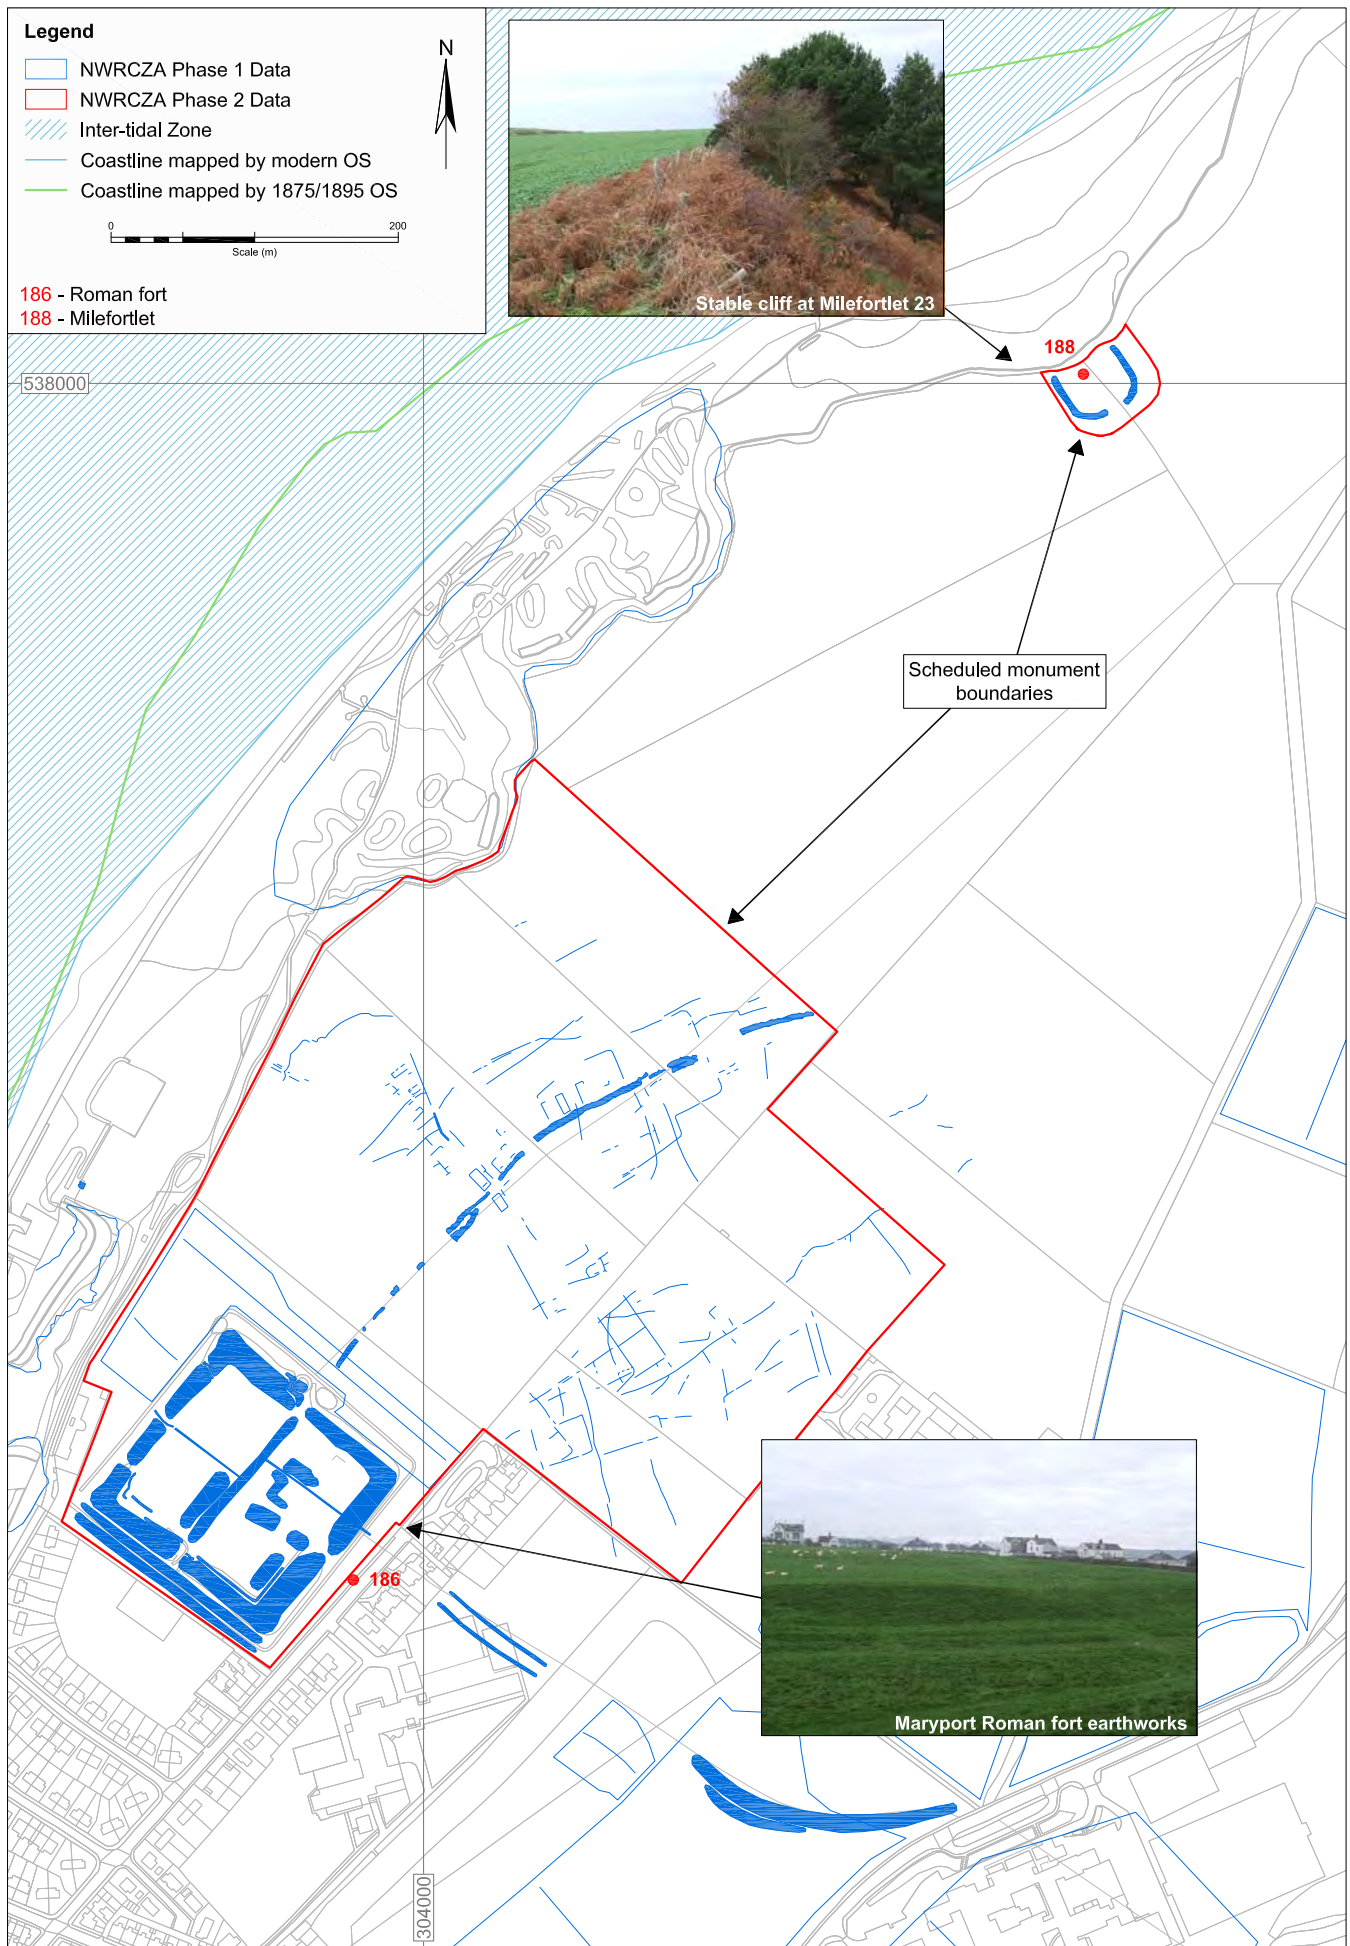 Legend
NWRCZA Phase 1 Data
NWRCZA Phase 2 Data
Inter-tidal Zone
Coastline mapped by modern OS
Coastline mapped by 1875/1895 OS
0 200
Scale (m)
186 - Roman fort
188 - Milefortlet
N
Stable cliff at Milefortlet 23
188
538000
Scheduled monument
boundaries
186
Maryport Roman fort earthworks
304000